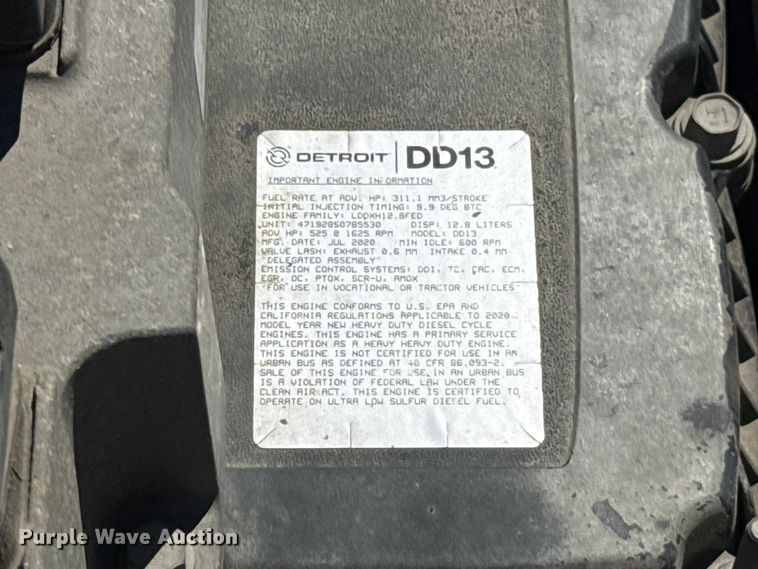 DETROIT DD13
IMPORTANT ENGINE INFORMATION
FUEL RATE AT ADV. HP: 311.1 MM3/STROKE
INITIAL INJECTION TIMING: 9.9 DEG BTC
ENGINE FAMILY: LDDXH12.8FED
UNIT: 471928S0785530 DISP: 12.8 LITERS
ADV HP: 525 @ 1625 RPM MODEL: DD13
MFG. DATE: JUL 2020 MIN IDLE: 600 RPM
VALVE LASH: EXHAUST 0.6 MM INTAKE 0.4 MM
"DELEGATED ASSEMBLY"
EMISSION CONTROL SYSTEMS: DDI, TC, CAC, ECM,
EGR, OC, PTOX, SCR-U, AMOX
"FOR USE IN VOCATIONAL OR TRACTOR VEHICLES"
THIS ENGINE CONFORMS TO U.S. EPA AND
CALIFORNIA REGULATIONS APPLICABLE TO 2020
MODEL YEAR NEW HEAVY DUTY DIESEL CYCLE
ENGINES. THIS ENGINE HAS A PRIMARY SERVICE
APPLICATION AS A HEAVY HEAVY DUTY ENGINE.
THIS ENGINE IS NOT CERTIFIED FOR USE IN AN
URBAN BUS AS DEFINED AT 40 CFR 86.093-2.
SALE OF THIS ENGINE FOR USE IN AN URBAN BUS
IS A VIOLATION OF FEDERAL LAW UNDER THE
CLEAN AIR ACT. THIS ENGINE IS CERTIFIED TO
OPERATE ON ULTRA LOW SULFUR DIESEL FUEL.
Purple Wave Auction